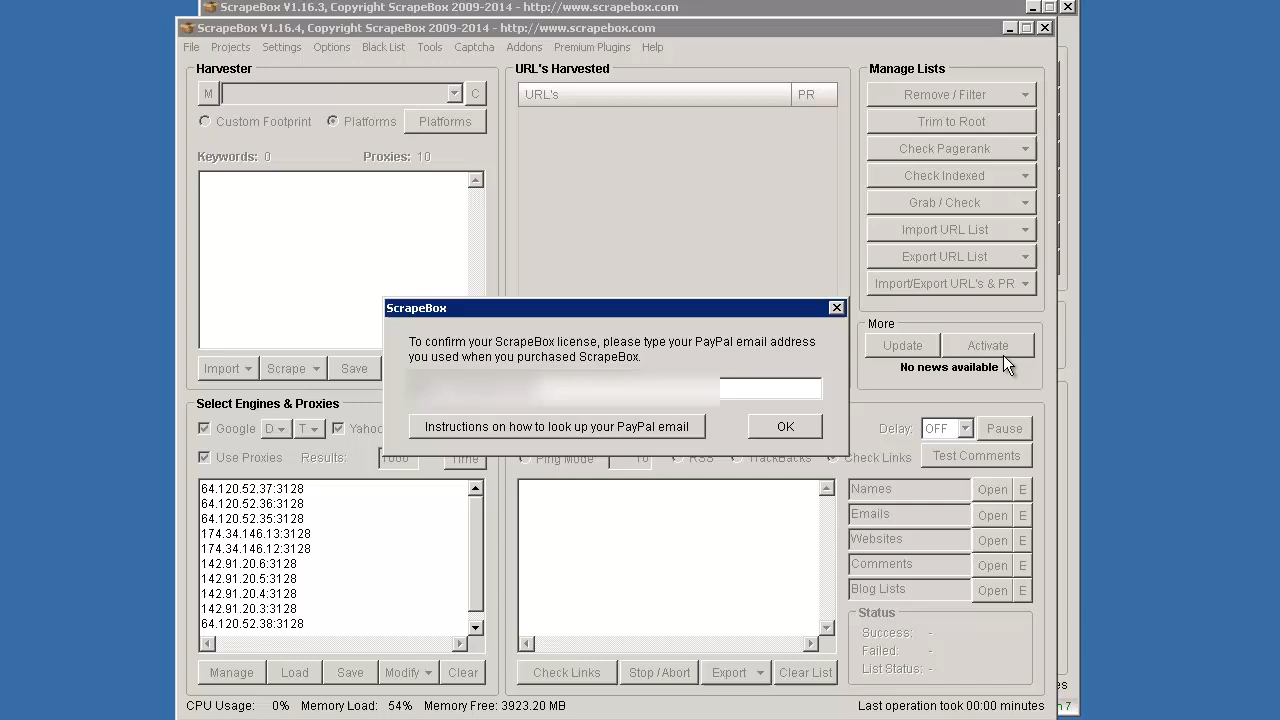 ScrapeBox V1.16.3, Copyright ScrapeBox 2009-2014 - http://www.scrapebox.com
ScrapeBox V1.16.4, Copyright ScrapeBox 2009-2014 - http://www.scrapebox.com
File Projects Settings Options Black List Tools Captcha Addons Premium Plugins Help
Harvester
M
C
Custom Footprint Platforms Platforms
Keywords: 0 Proxies: 10
Import Scrape Save
URL's Harvested
URL's PR
Manage Lists
Remove / Filter
Trim to Root
Check Pagerank
Check Indexed
Grab / Check
Import URL List
Export URL List
Import/Export URL's & PR
More
Update Activate
No news available
ScrapeBox
To confirm your ScrapeBox license, please type your PayPal email address
you used when you purchased ScrapeBox.
Instructions on how to look up your PayPal email OK
Select Engines & Proxies
Google D T Yahoo
Use Proxies Results: 1000 Time
64.120.52.37:3128
64.120.52.36:3128
64.120.52.35:3128
174.34.146.13:3128
174.34.146.12:3128
142.91.20.6:3128
142.91.20.5:3128
142.91.20.4:3128
142.91.20.3:3128
64.120.52.38:3128
Manage Load Save Modify Clear
Delay: OFF Pause
Ping Mode 10 RSS TrackBacks Check Links Test Comments
Names Open E
Emails Open E
Websites Open E
Comments Open E
Blog Lists Open E
Status
Success: -
Failed: -
List Status: -
Check Links Stop / Abort Export Clear List
CPU Usage: 0% Memory Load: 54% Memory Free: 3923.20 MB Last operation took 00:00 minutes